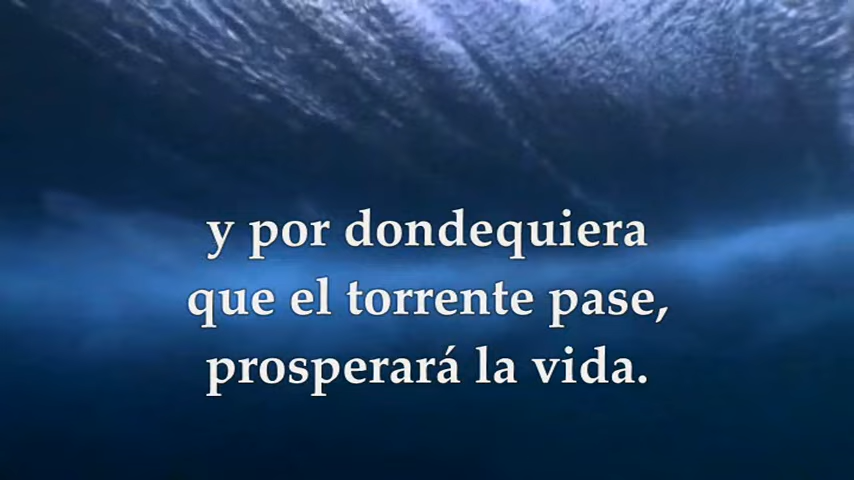 y por dondequiera
que el torrente pase,
prosperará la vida.